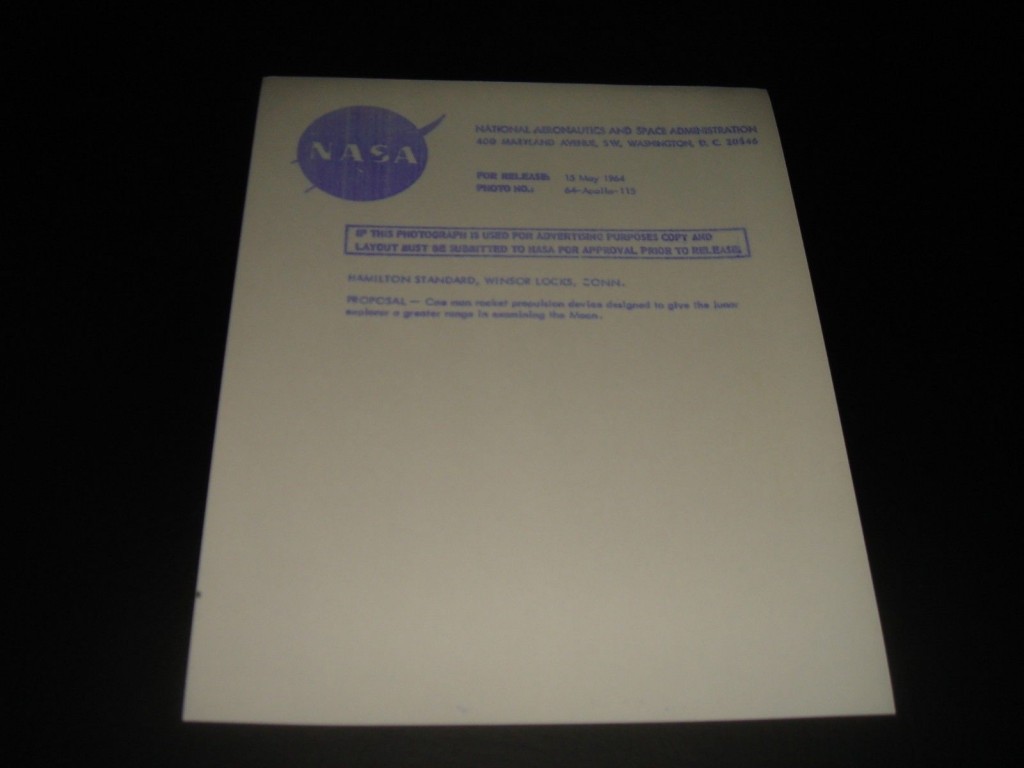 NASA
NATIONAL AERONAUTICS AND SPACE ADMINISTRATION
400 MARYLAND AVENUE, SW, WASHINGTON, D. C. 20546
FOR RELEASE: 15 May 1964
PHOTO NO.: 64-Apollo-113
IF THIS PHOTOGRAPH IS USED FOR ADVERTISING PURPOSES COPY AND
LAYOUT MUST BE SUBMITTED TO NASA FOR APPROVAL PRIOR TO RELEASE.
HAMILTON STANDARD, WINSOR LOCKS, CONN.
PROPOSAL — One man rocket propulsion device designed to give the lunar
explorer a greater range in examining the Moon.